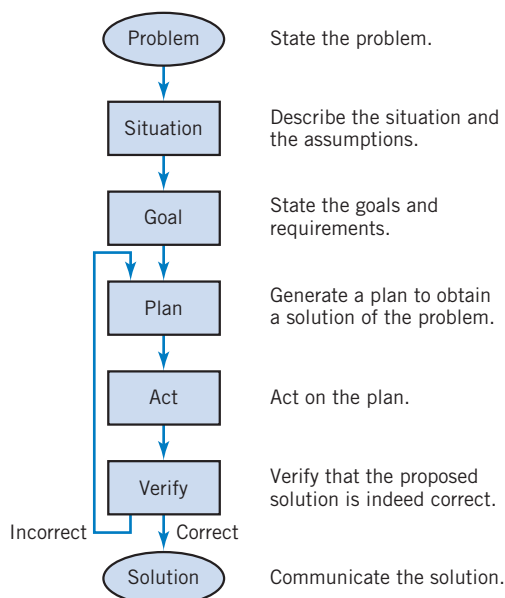 Problem
State the problem.
Situation
Describe the situation and
the assumptions.
Goal
State the goals and
requirements.
Plan
Generate a plan to obtain
a solution of the problem.
Act
Act on the plan.
Verify
Verify that the proposed
solution is indeed correct.
Incorrect
Correct
Solution
Communicate the solution.